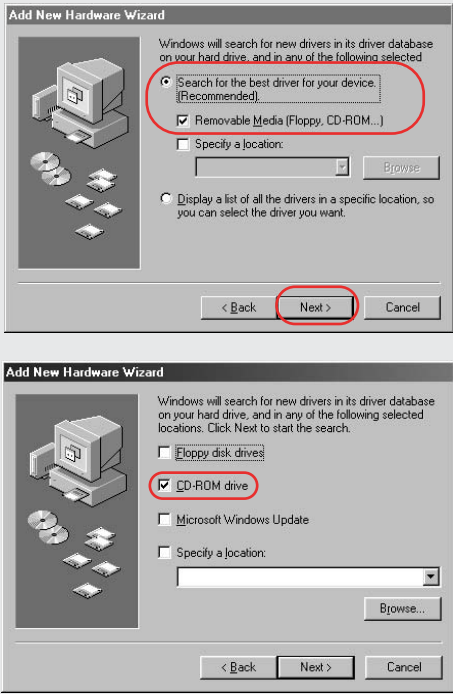 Add New Hardware Wizard
Windows will search for new drivers in its driver database
on your hard drive, and in any of the following selected
Search for the best driver for your device.
(Recommended).
Removable Media (Floppy, CD-ROM...)
Specify a location:
Browse
Display a list of all the drivers in a specific location, so
you can select the driver you want.
< Back Next > Cancel
Add New Hardware Wizard
Windows will search for new drivers in its driver database
on your hard drive, and in any of the following selected
locations. Click Next to start the search.
Floppy disk drives
CD-ROM drive
Microsoft Windows Update
Specify a location:
Browse...
< Back Next > Cancel